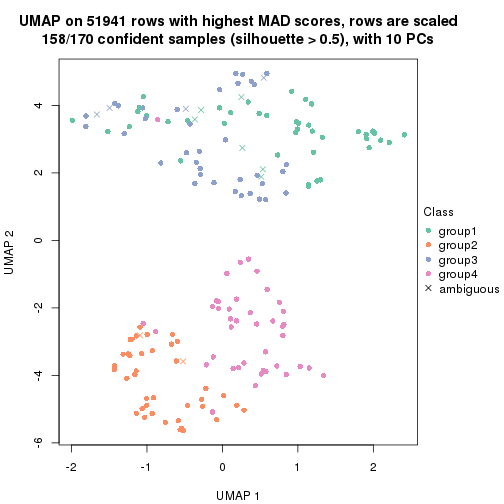 UMAP on 51941 rows with highest MAD scores, rows are scaled
158/170 confident samples (silhouette > 0.5), with 10 PCs
4
2
0
-2
-4
-6
UMAP 2
-2
-1
0
1
2
UMAP 1
Class
group1
group2
group3
group4
ambiguous